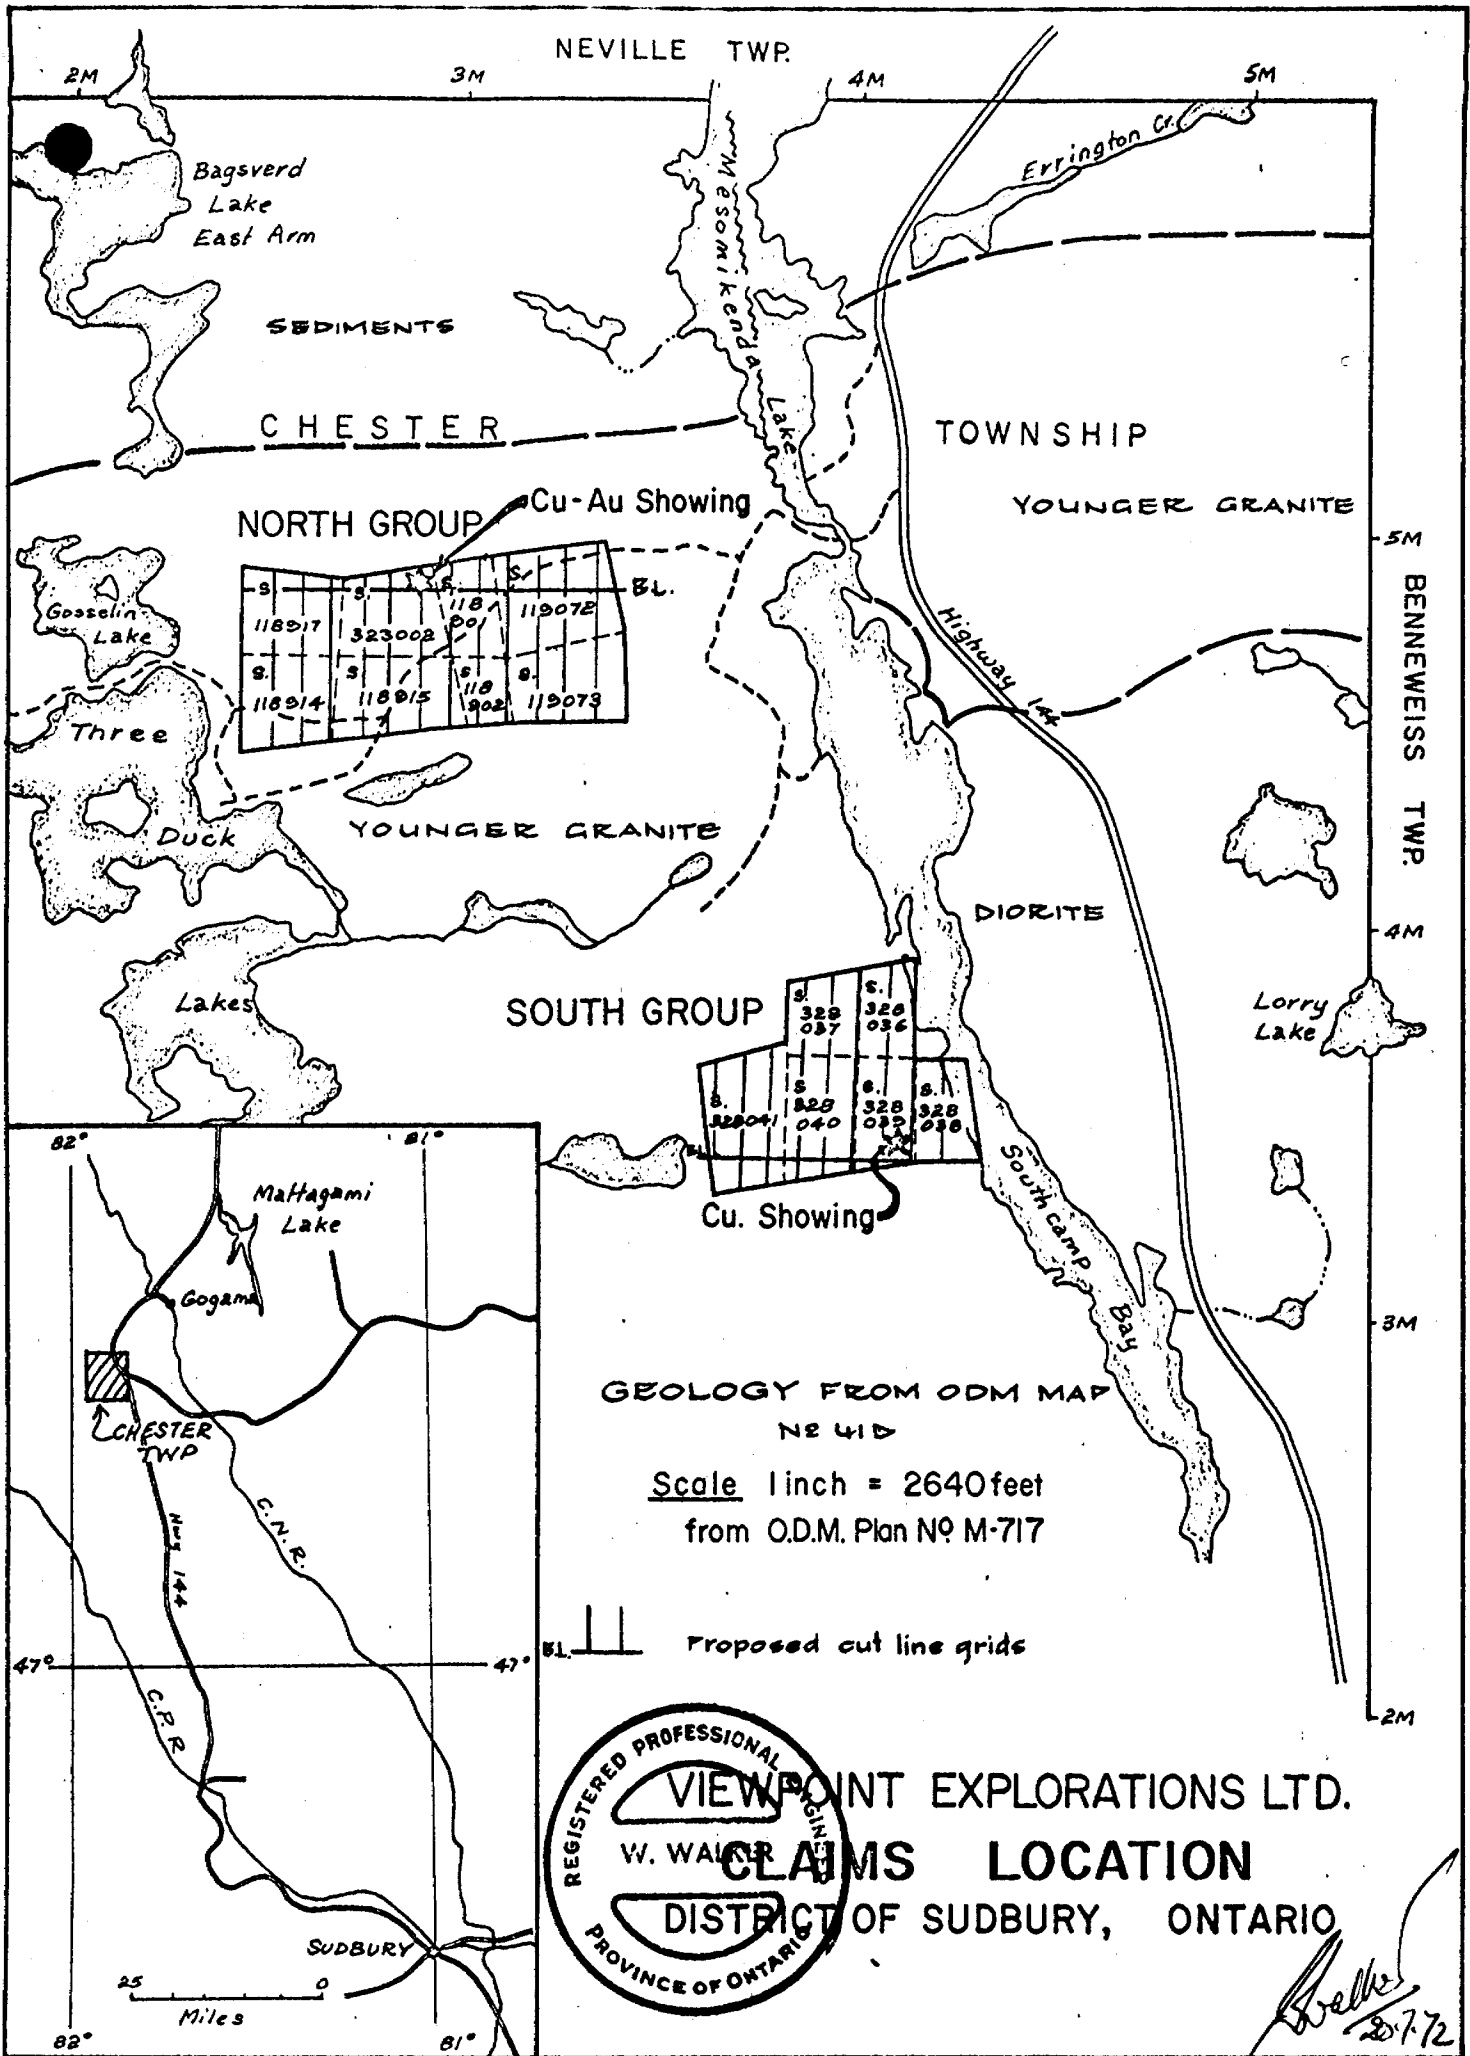 NEVILLE TWP.
2M 3M 4M 5M
Bagsverd
Lake
East Arm
Mesomikenda Lake
Errington Cr.
SEDIMENTS
CHESTER TOWNSHIP
YOUNGER GRANITE
NORTH GROUP
Cu-Au Showing
5M
BENNEWEISS TWP.
Gosselin
Lake
S. S. S. S.
B.L.
118917
323002
118
901
119072
S. S. S. S.
118914
118915
118
902
119073
Highway 144
Three
Duck
Lakes
YOUNGER GRANITE
DIORITE
4M
SOUTH GROUP
S.
328
037
S.
328
036
Lorry
Lake
S.
328041
S
328
040
S.
328
039
S.
328
038
BL
Cu. Showing
South camp Bay
3M
82° 81°
Mattagami
Lake
Gogama
CHESTER
TWP
Hwy 144
C.N.R.
47° 47°
C.P.R
SUDBURY
25 0
Miles
82° 81°
GEOLOGY FROM ODM MAP
Nº 41D
Scale 1 inch = 2640 feet
from O.D.M. Plan Nº M-717
B.L. Proposed cut line grids
2M
REGISTERED PROFESSIONAL ENGINEER
W. WALKER
PROVINCE OF ONTARIO
VIEWPOINT EXPLORATIONS LTD.
CLAIMS LOCATION
DISTRICT OF SUDBURY, ONTARIO
Walker
20.7.72